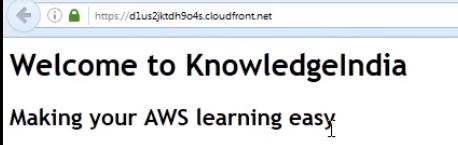 https://d1us2jktdh9o4s.cloudfront.net
Welcome to KnowledgeIndia
Making your AWS learning easy